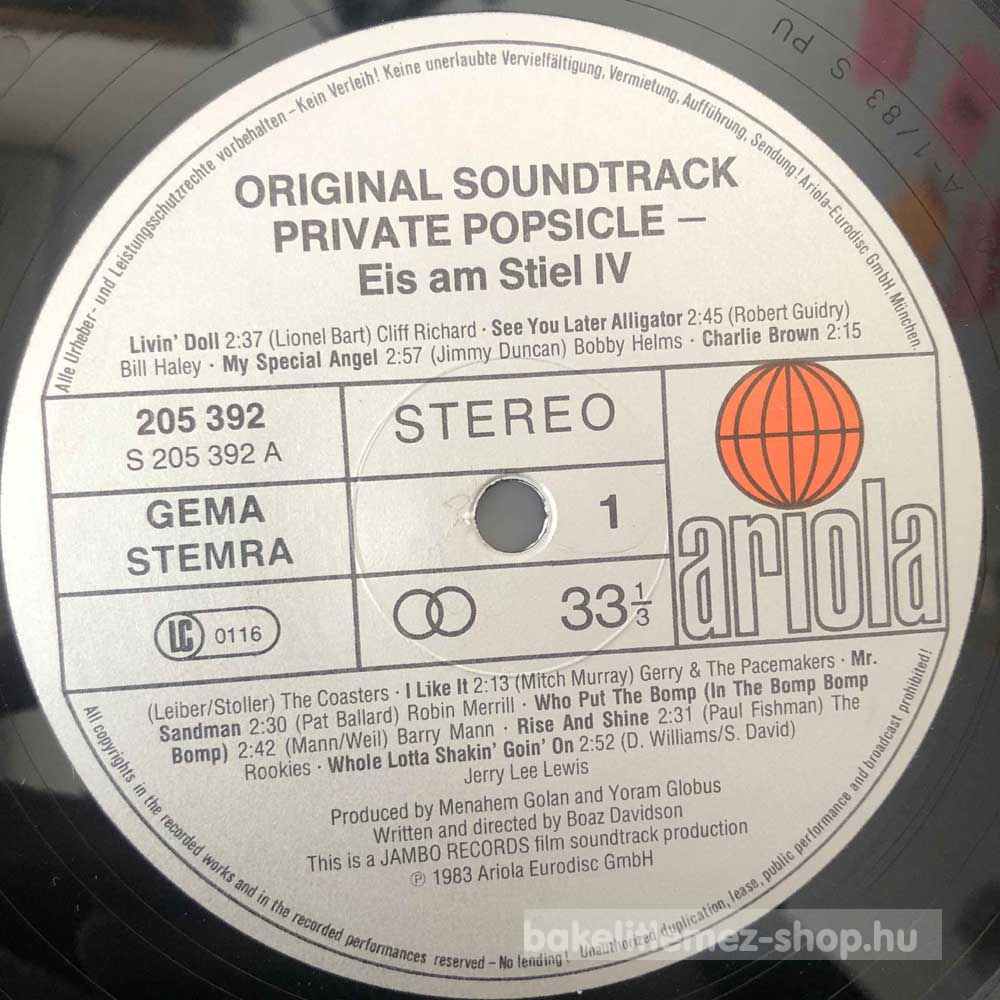 Alle Urheber- und Leistungsschutzrechte vorbehalten – Kein Verleih! Keine unerlaubte Vervielfältigung, Vermietung, Aufführung, Sendung! Ariola-Eurodisc GmbH, München.
A-1/83 S PU
ORIGINAL SOUNDTRACK
PRIVATE POPSICLE –
Eis am Stiel IV
Livin' Doll 2:37 (Lionel Bart) Cliff Richard · See You Later Alligator 2:45 (Robert Guidry)
Bill Haley · My Special Angel 2:57 (Jimmy Duncan) Bobby Helms · Charlie Brown 2:15
205 392
S 205 392 A
STEREO
GEMA
STEMRA
1
LC 0116
33 1/3
ariola
(Leiber/Stoller) The Coasters · I Like It 2:13 (Mitch Murray) Gerry & The Pacemakers · Mr.
Sandman 2:30 (Pat Ballard) Robin Merrill · Who Put The Bomp (In The Bomp Bomp
Bomp) 2:42 (Mann/Weil) Barry Mann · Rise And Shine 2:31 (Paul Fishman) The
Rookies · Whole Lotta Shakin' Goin' On 2:52 (D. Williams/S. David)
Jerry Lee Lewis
Produced by Menahem Golan and Yoram Globus
Written and directed by Boaz Davidson
This is a JAMBO RECORDS film soundtrack production
℗ 1983 Ariola Eurodisc GmbH
All copyrights in the recorded works and in the recorded performances reserved – No lending! Unauthorized duplication, lease, public performance and broadcast prohibited!
bakelitlemez-shop.hu